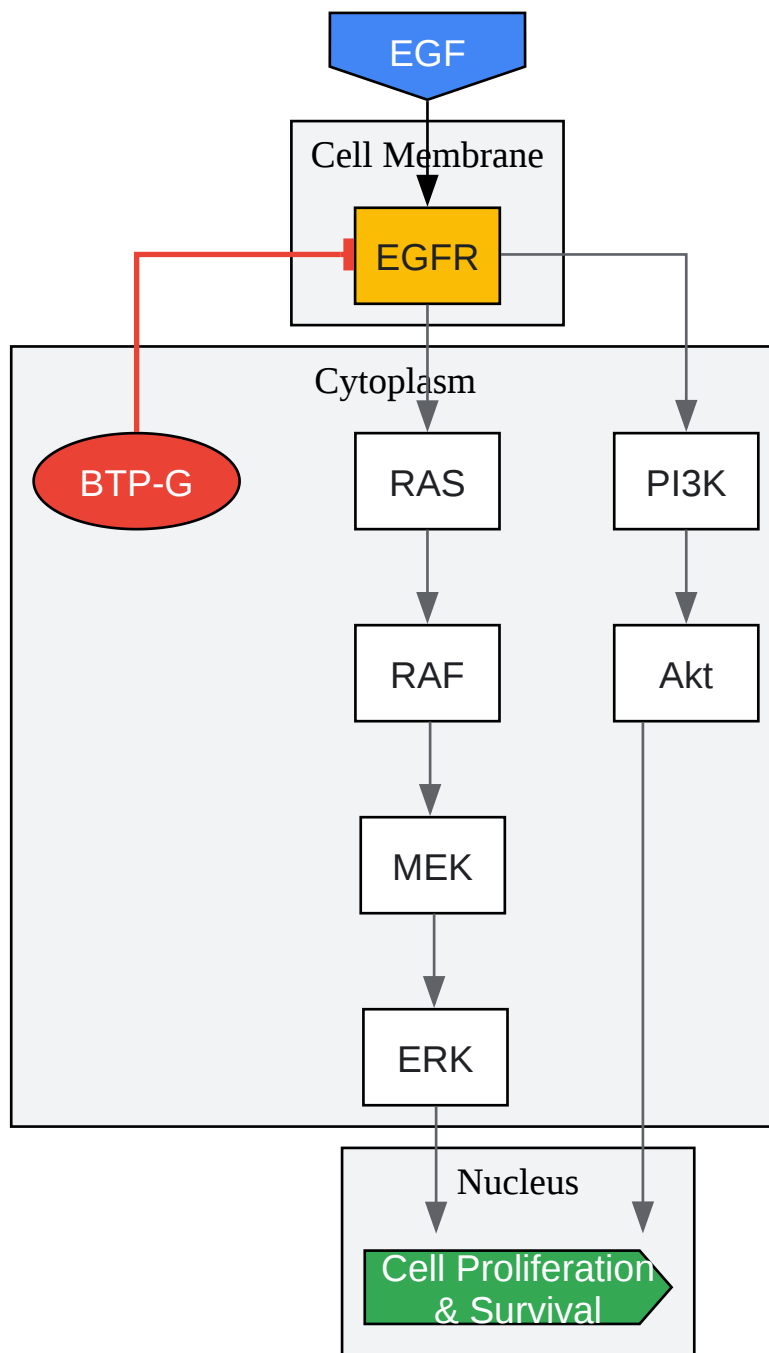 EGF
Cell Membrane
EGFR
Cytoplasm
BTP-G
RAS
PI3K
RAF
Akt
MEK
ERK
Nucleus
Cell Proliferation
& Survival